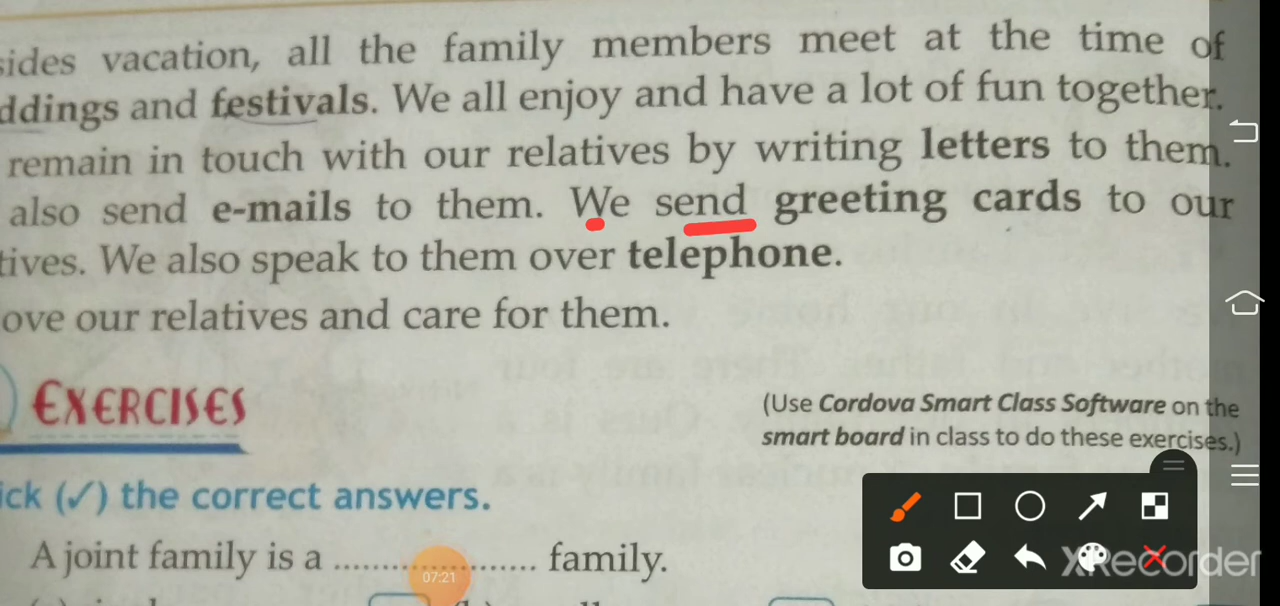 sides vacation, all the family members meet at the time of
ddings and festivals. We all enjoy and have a lot of fun together.
remain in touch with our relatives by writing letters to them.
also send e-mails to them. We send greeting cards to our
tives. We also speak to them over telephone.
ove our relatives and care for them.
EXERCISES
(Use Cordova Smart Class Software on the
smart board in class to do these exercises.)
ick (✓) the correct answers.
A joint family is a .................... family.
07:21
XRecorder